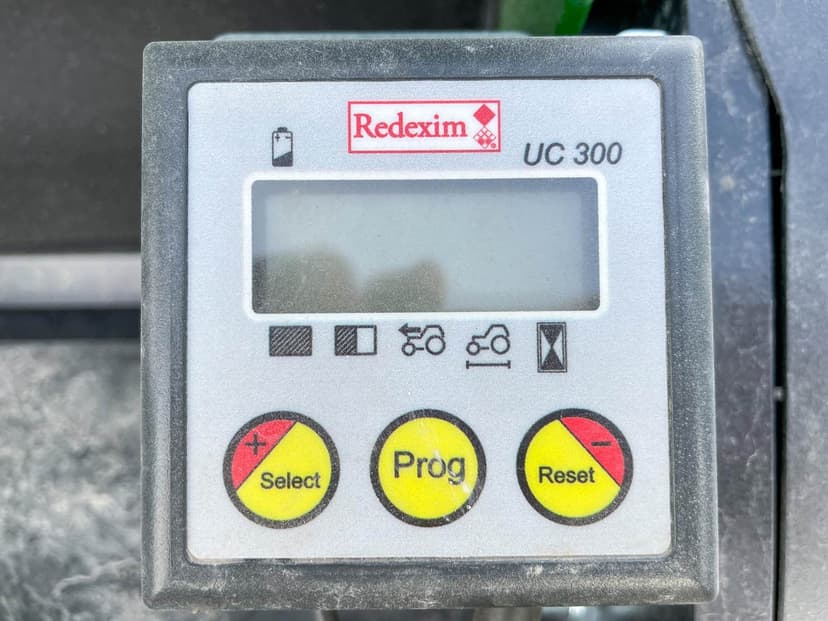 Redexim
UC 300
+ Select
Prog
- Reset